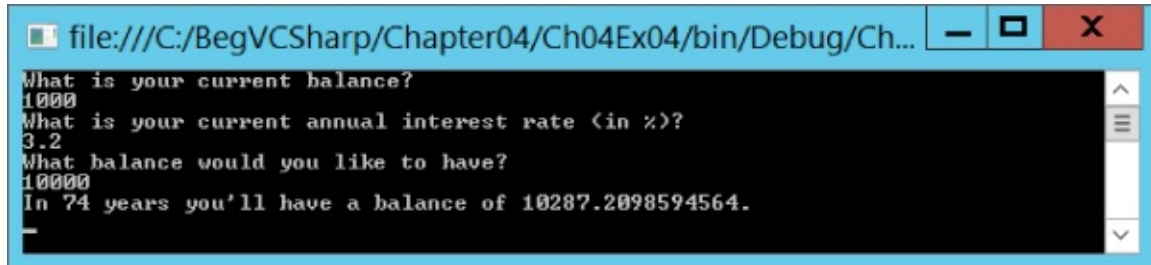 file:///C:/BegVCSharp/Chapter04/Ch04Ex04/bin/Debug/Ch...
What is your current balance?
1000
What is your current annual interest rate (in %)?
3.2
What balance would you like to have?
10000
In 74 years you'll have a balance of 10287.2098594564.